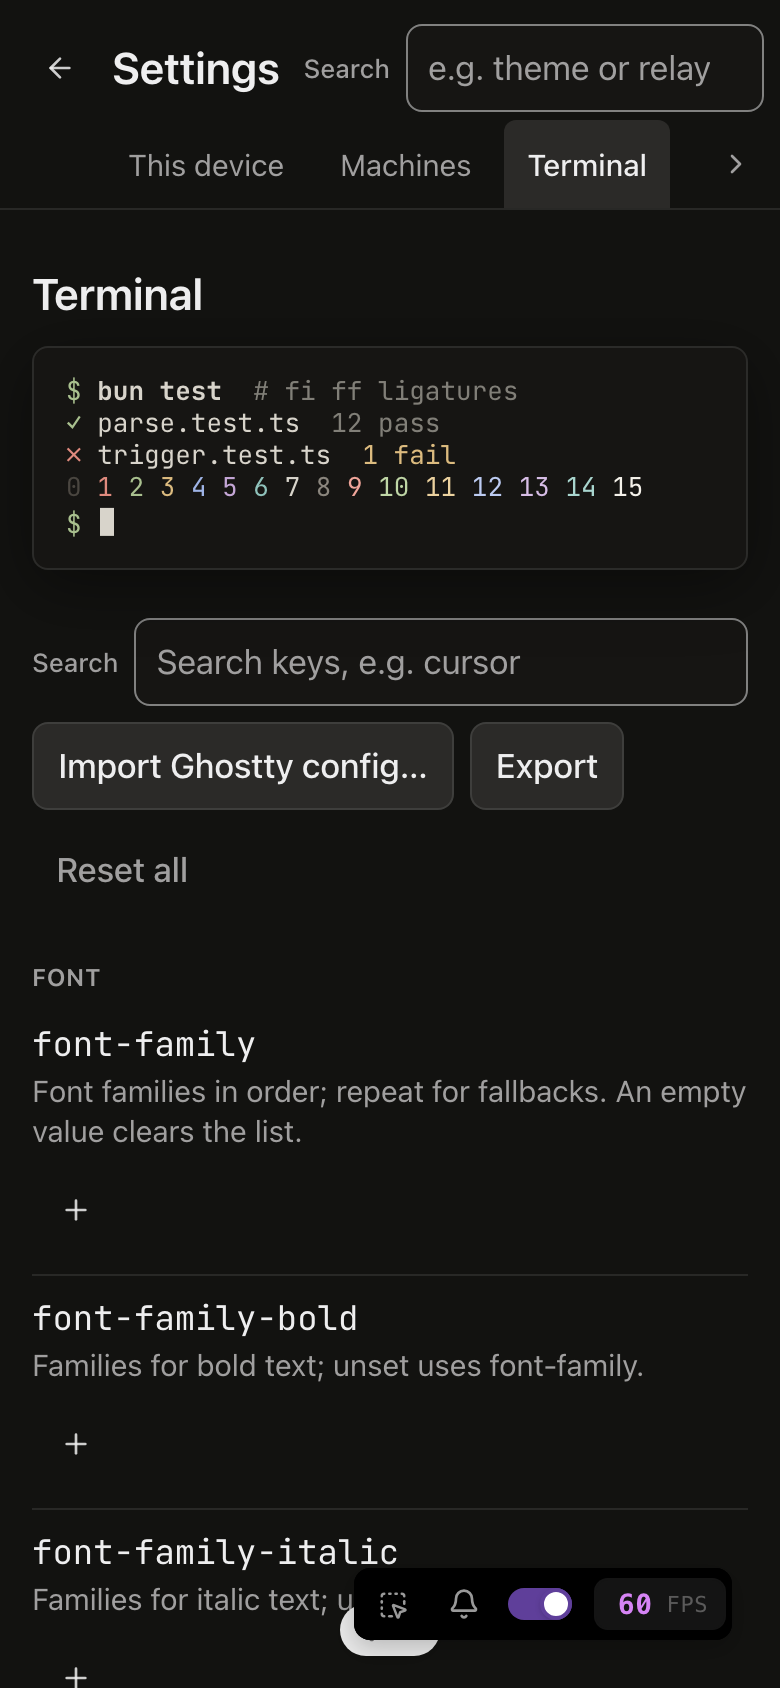 Settings Search e.g. theme or relay
This device Machines Terminal
Terminal
$ bun test # fi ff ligatures
✓ parse.test.ts 12 pass
✕ trigger.test.ts 1 fail
0 1 2 3 4 5 6 7 8 9 10 11 12 13 14 15
$
Search Search keys, e.g. cursor
Import Ghostty config... Export
Reset all
FONT
font-family
Font families in order; repeat for fallbacks. An empty
value clears the list.
+
font-family-bold
Families for bold text; unset uses font-family.
+
font-family-italic
Families for italic text; u
60 FPS
+